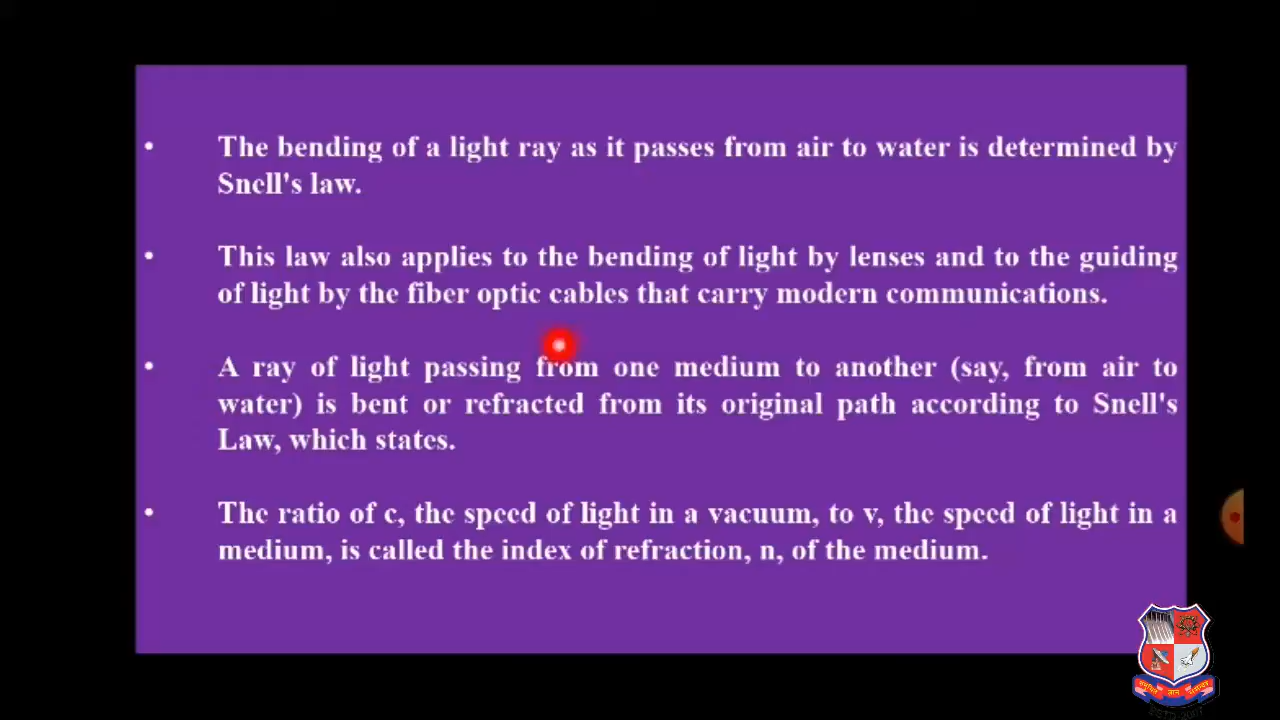 • The bending of a light ray as it passes from air to water is determined by
Snell's law.
• This law also applies to the bending of light by lenses and to the guiding
of light by the fiber optic cables that carry modern communications.
• A ray of light passing from one medium to another (say, from air to
water) is bent or refracted from its original path according to Snell's
Law, which states.
• The ratio of c, the speed of light in a vacuum, to v, the speed of light in a
medium, is called the index of refraction, n, of the medium.